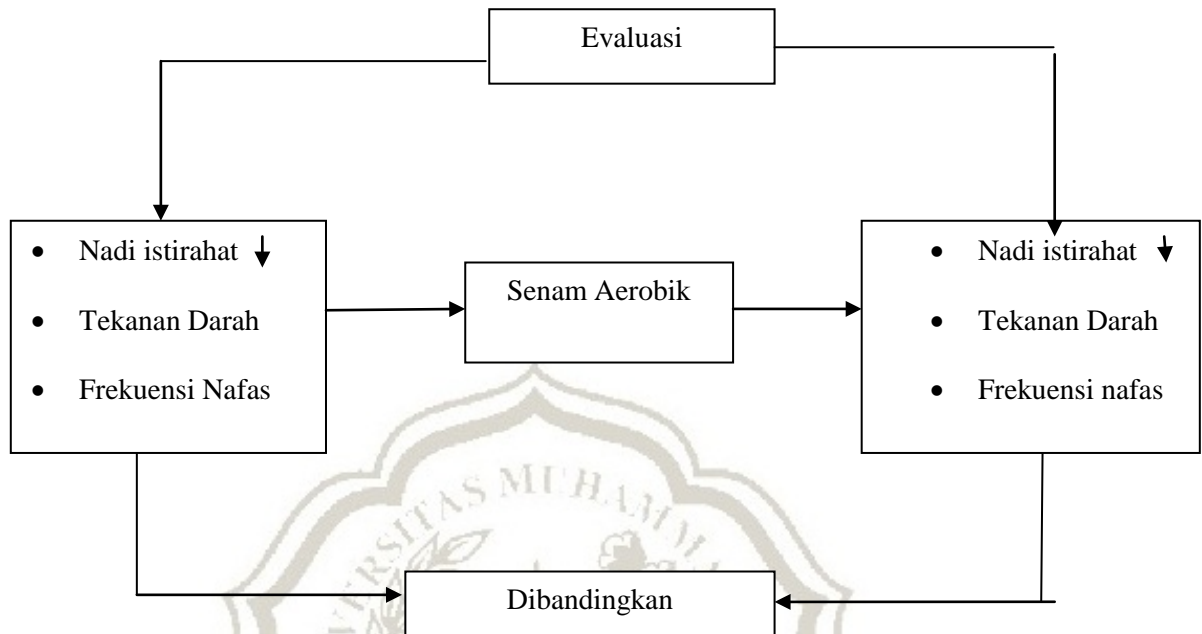 Evaluasi
• Nadi istirahat ↓
• Tekanan Darah
• Frekuensi Nafas
Senam Aerobik
• Nadi istirahat ↓
• Tekanan Darah
• Frekuensi nafas
Dibandingkan